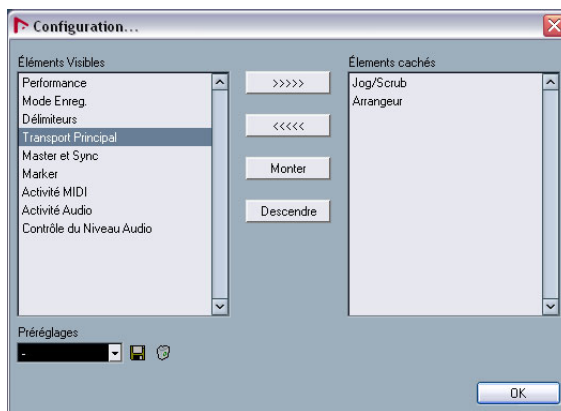 Configuration...
Éléments Visibles
Performance
Mode Enreg.
Délimiteurs
Transport Principal
Master et Sync
Marker
Activité MIDI
Activité Audio
Contrôle du Niveau Audio
>>>>>
<<<<<
Monter
Descendre
Élements cachés
Jog/Scrub
Arrangeur
Préréglages
-
OK